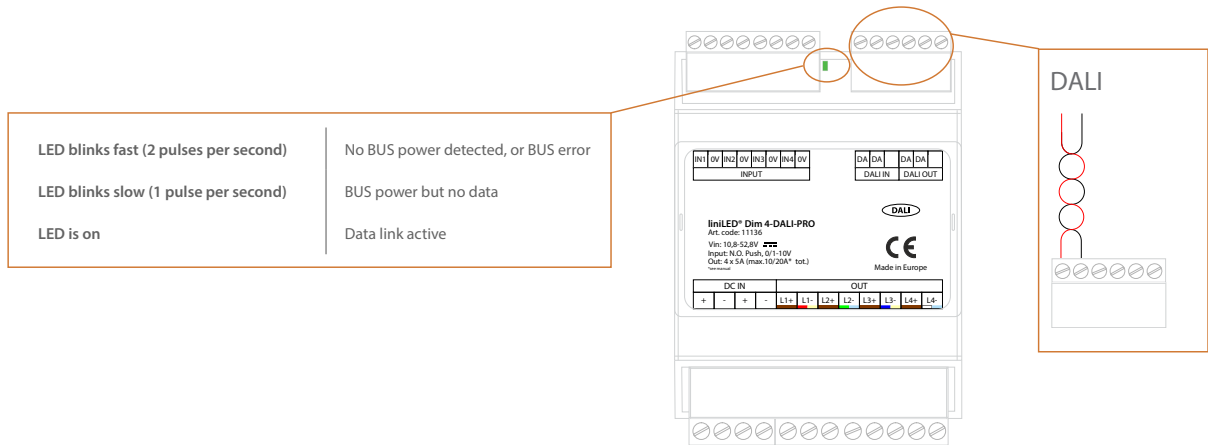 DALI
LED blinks fast (2 pulses per second) No BUS power detected, or BUS error
LED blinks slow (1 pulse per second) BUS power but no data
LED is on Data link active
IN1 0V IN2 0V IN3 0V IN4 0V DA DA DA DA
INPUT DALI IN DALI OUT
DALI
liniLED® Dim 4-DALI-PRO
Art. code: 11136
Vin: 10,8-52,8V
Input: N.O. Push, 0/1-10V
Out: 4 x 5A (max.10/20A* tot.)
*see manual
CE
Made in Europe
DC IN OUT
+ - + - L1+ L1- L2+ L2- L3+ L3- L4+ L4-